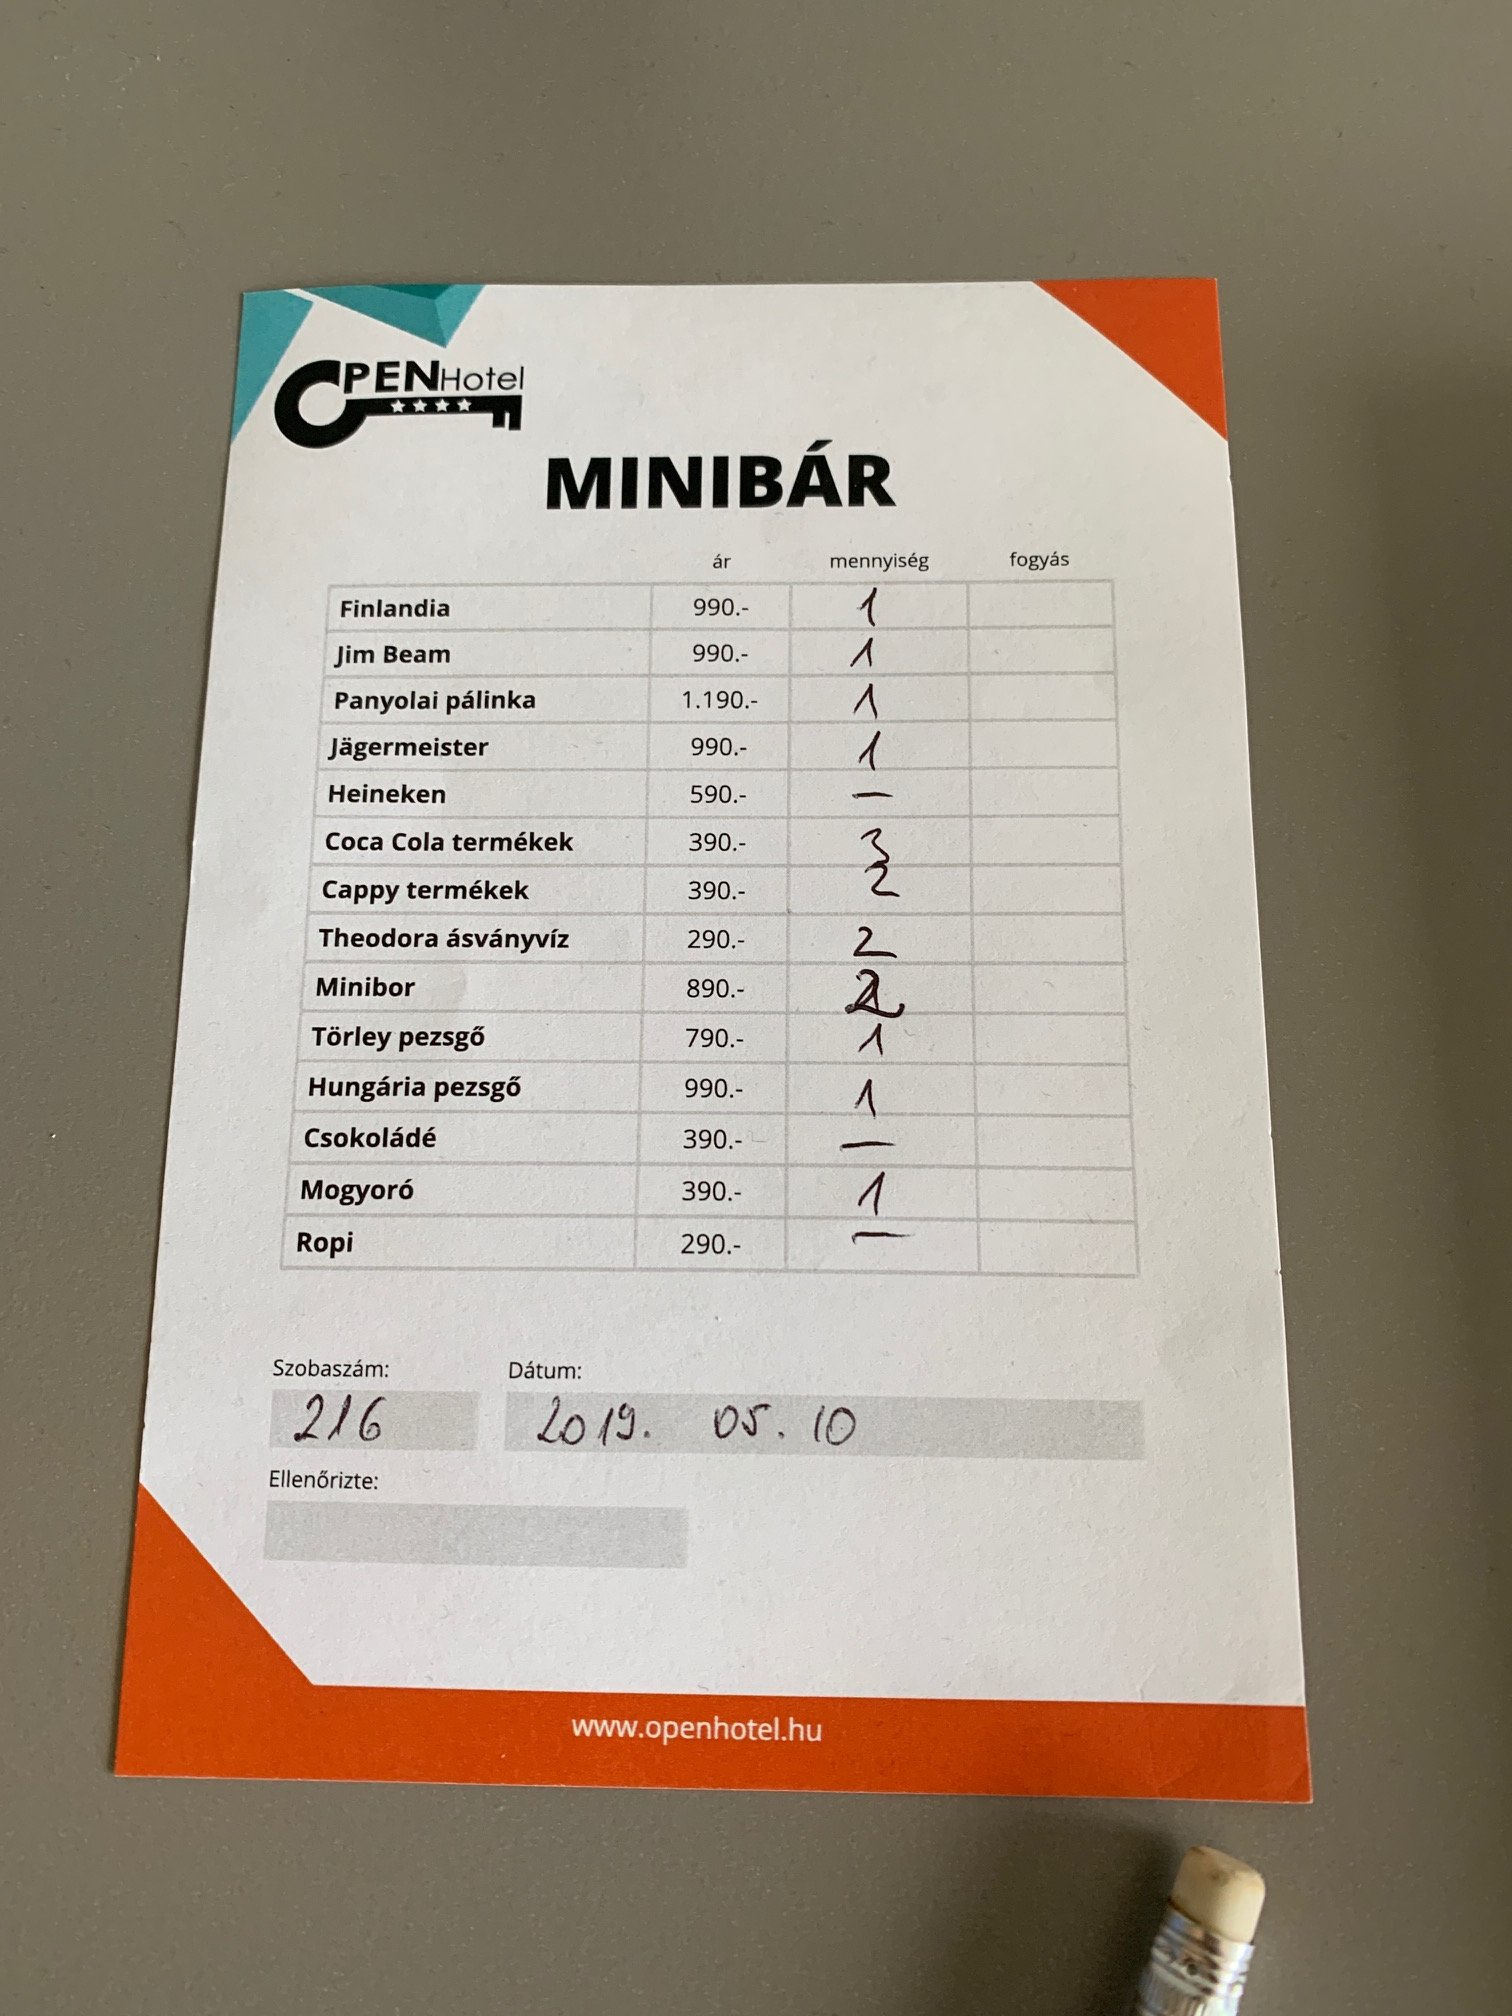 OPENHotel
MINIBÁR
ár mennyiség fogyás
Finlandia 990.- 1
Jim Beam 990.- 1
Panyolai pálinka 1.190.- 1
Jägermeister 990.- 1
Heineken 590.- —
Coca Cola termékek 390.- 3
Cappy termékek 390.- 2
Theodora ásványvíz 290.- 2
Minibor 890.- 2
Törley pezsgő 790.- 1
Hungária pezsgő 990.- 1
Csokoládé 390.- —
Mogyoró 390.- 1
Ropi 290.- —
Szobaszám: Dátum:
216 2019. 05. 10
Ellenőrizte:
www.openhotel.hu